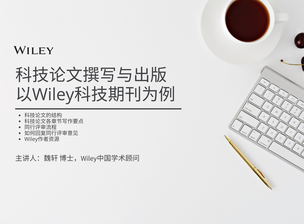 WILEY
科技论文撰写与出版
以Wiley科技期刊为例
科技论文的结构
科技论文各章节写作要点
同行评审流程
如何回复同行评审意见
Wiley作者资源
主讲人：魏轩 博士，Wiley中国学术顾问